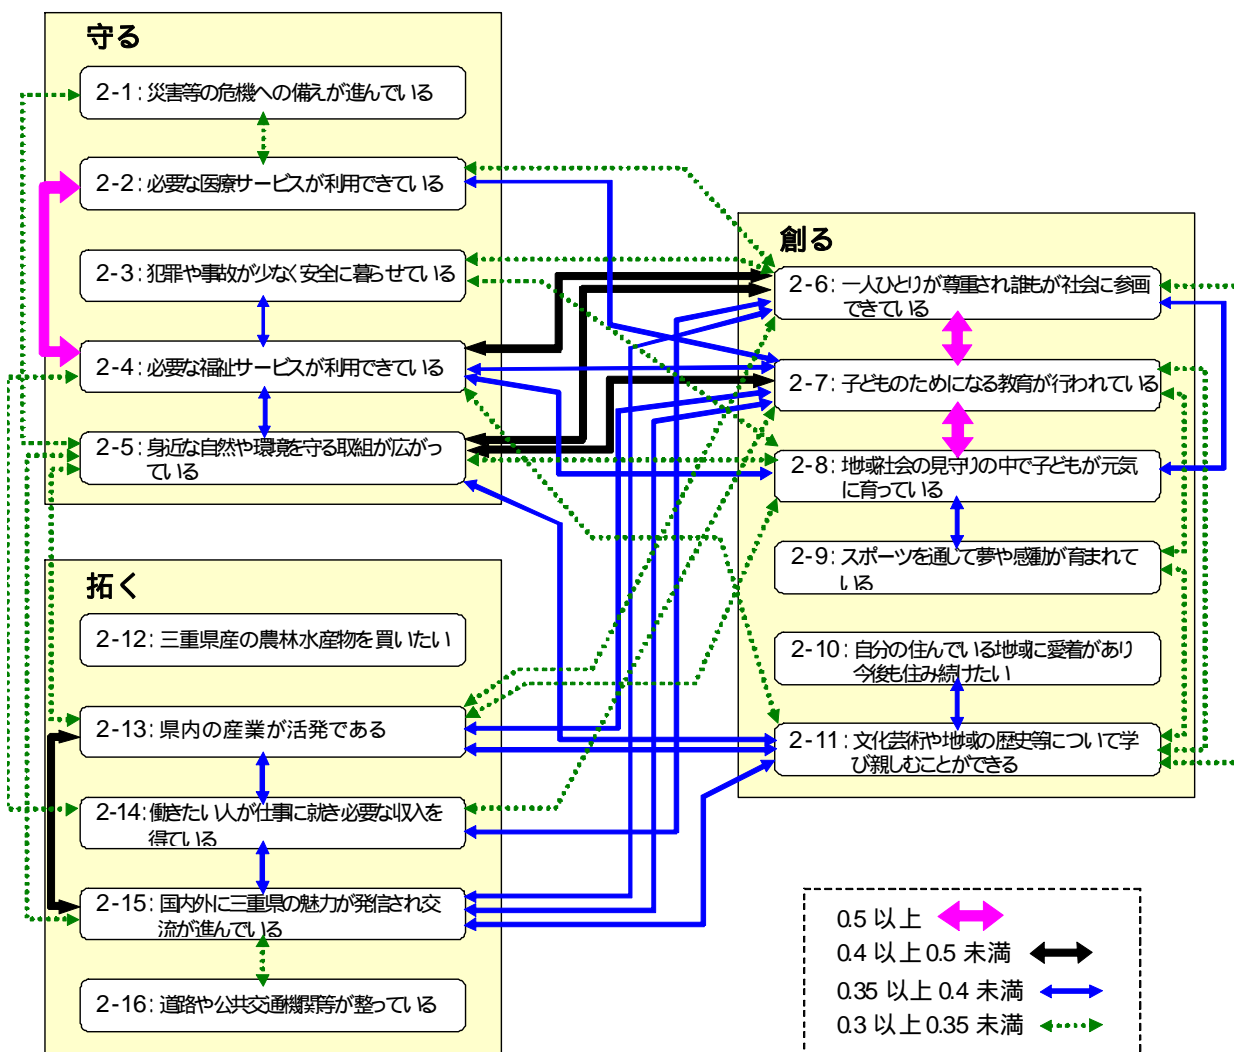 守る
2-1：災害等の危機への備えが進んでいる
2-2：必要な医療サービスが利用できている
2-3：犯罪や事故が少なく安全に暮らせている
2-4：必要な福祉サービスが利用できている
2-5：身近な自然や環境を守る取組が広がっ
ている
拓く
2-12：三重県産の農林水産物を買いたい
2-13：県内の産業が活発である
2-14：働きたい人が仕事に就き必要な収入を
得ている
2-15：国内外に三重県の魅力が発信され交
流が進んでいる
2-16：道路や公共交通機関等が整っている
創る
2-6：一人ひとりが尊重され誰もが社会に参画
できている
2-7：子どものためになる教育が行われている
2-8：地域社会の見守りの中で子どもが元気
に育っている
2-9：スポーツを通して夢や感動が育まれて
いる
2-10：自分の住んでいる地域に愛着があり
今後も住み続けたい
2-11：文化芸術や地域の歴史等について学
び親しむことができる
0.5 以上
0.4 以上 0.5 未満
0.35 以上 0.4 未満
0.3 以上 0.35 未満